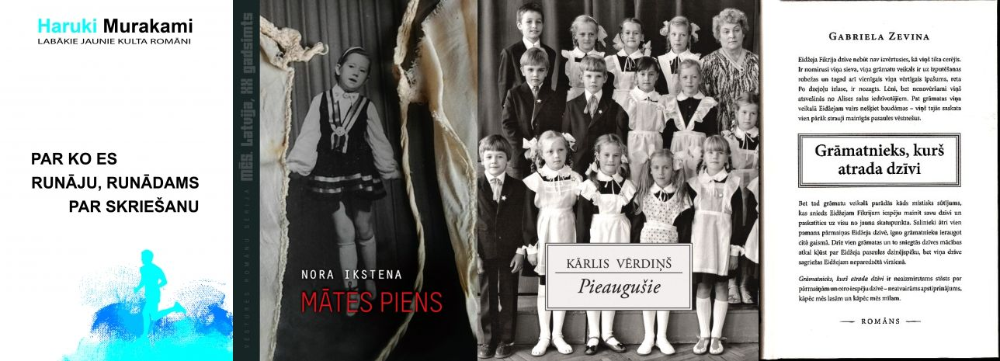 Haruki Murakami
LABĀKIE JAUNIE KULTA ROMĀNI
PAR KO ES
RUNĀJU, RUNĀDAMS
PAR SKRIEŠANU
VĒSTURES ROMĀNU SĒRIJA MĒS. Latvija, XX gadsimts
NORA IKSTENA
MĀTES PIENS
KĀRLIS VĒRDIŅŠ
Pieaugušie
GABRIELA ZEVINA
Eidžeja Fikrija dzīve nebūt nav izvērtusies, kā viņš tika cerējis.
Ir nomirusi viņa sieva, viņa grāmatu veikals ir uz izputēšanas
robežas un tagad arī vienīgais viņa vērtīgais īpašums, reta
Po dzejoļu izlase, ir nozagts. Lēni, bet nenovēršami viņš
atsvešinās no Alises salas iedzīvotājiem. Pat grāmatas viņa
veikalā Eidžejam vairs nešķiet baudāmas – viņš tajās saskata
vien pārāk strauji mainīgās pasaules vēstnešus.
Grāmatnieks, kurš
atrada dzīvi
Bet tad grāmatu veikalā parādās kāds mistisks sūtījums,
kas sniedz Eidžejam Fikrijam iespēju mainīt savu dzīvi un
paskatīties uz visu no jauna skatupunkta. Salinieki ātri vien
pamana pārmaiņas Eidžeja dzīvē, īgno grāmatnieku ieraugot
citā gaismā. Drīz vien grāmatas un to sniegtās dzīves mācības
atkal kļūst par Eidžeja pasaules dzinējspēku, bet viņa dzīve
sagriežas Eidžejam neparedzētā virzienā.
Grāmatnieks, kurš atrada dzīvi ir neaizmirstams stāsts par
pārmaiņām un otro iespēju dzīvē – neatvairāms apstiprinājums,
kāpēc mēs lasām un kāpēc mēs mīlam.
— ROMĀNS —